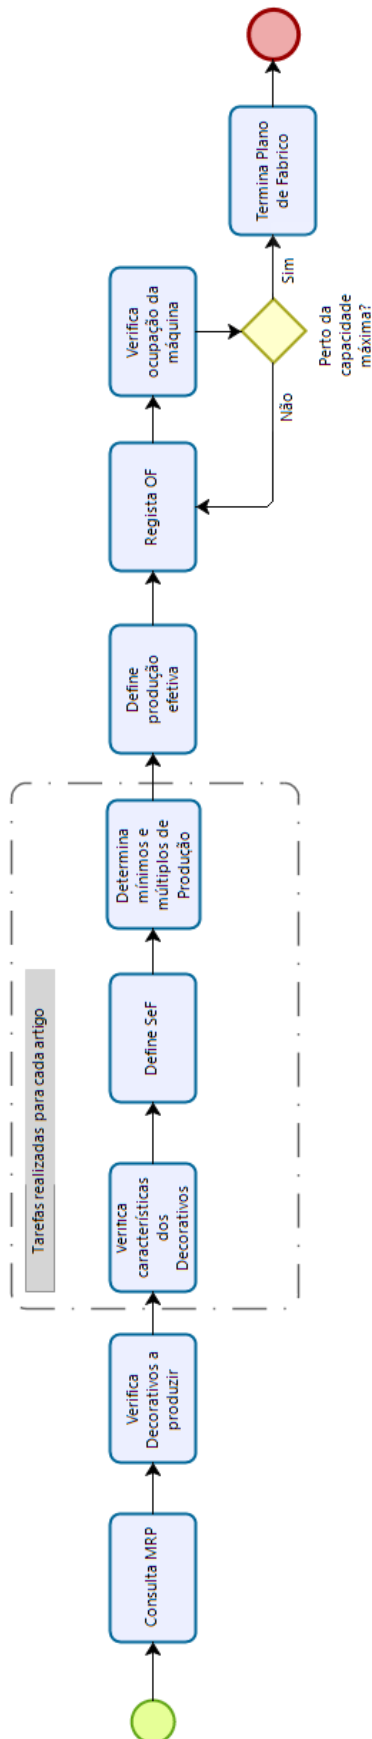 Consulta MRP
Verifica
Decorativos a
produzir
Tarefas realizadas para cada artigo
Verifica
características
dos
Decorativos
Define SeF
Determina
mínimos e
múltiplos de
Produção
Define
produção
efetiva
Regista OF
Verifica
ocupação da
máquina
Perto da
capacidade
máxima?
Não
Sim
Termina Plano
de Fabrico